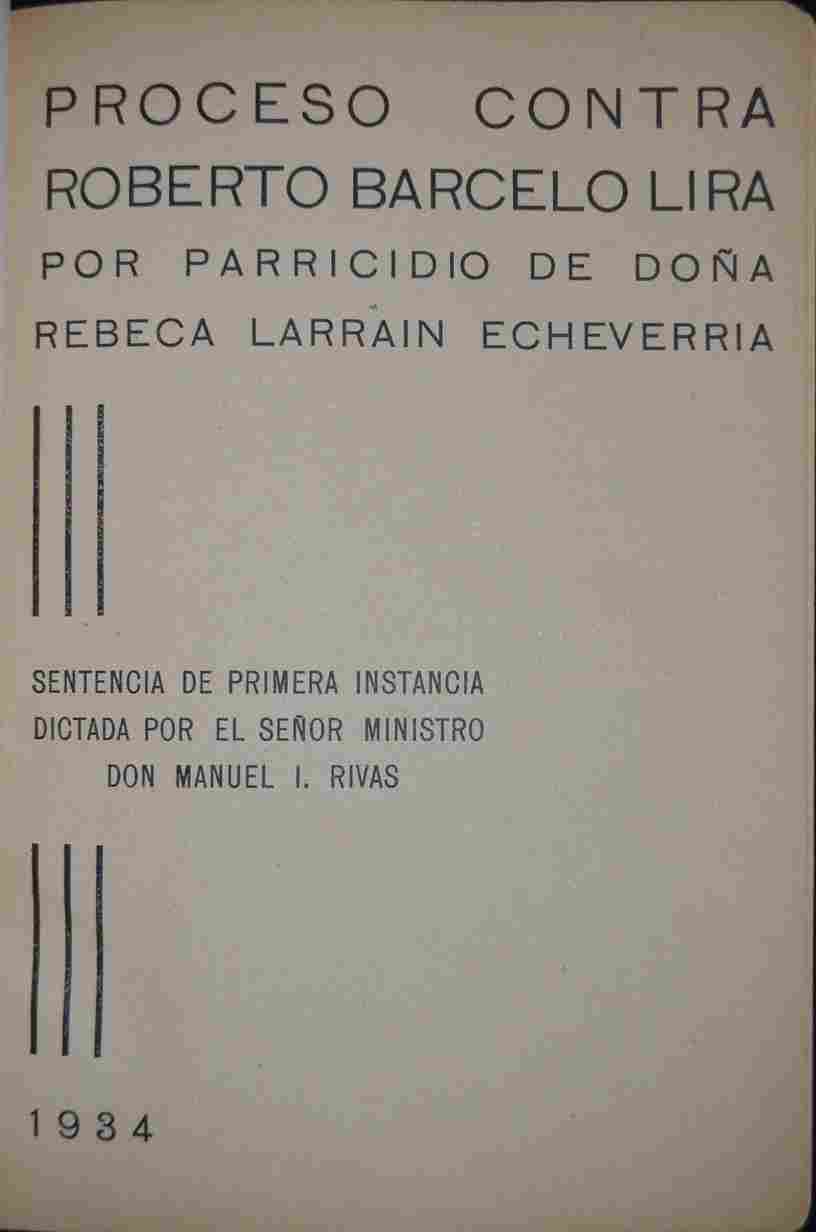 PROCESO CONTRA
ROBERTO BARCELO LIRA
POR PARRICIDIO DE DOÑA
REBECA LARRAIN ECHEVERRIA
SENTENCIA DE PRIMERA INSTANCIA
DICTADA POR EL SEÑOR MINISTRO
DON MANUEL I. RIVAS
1934